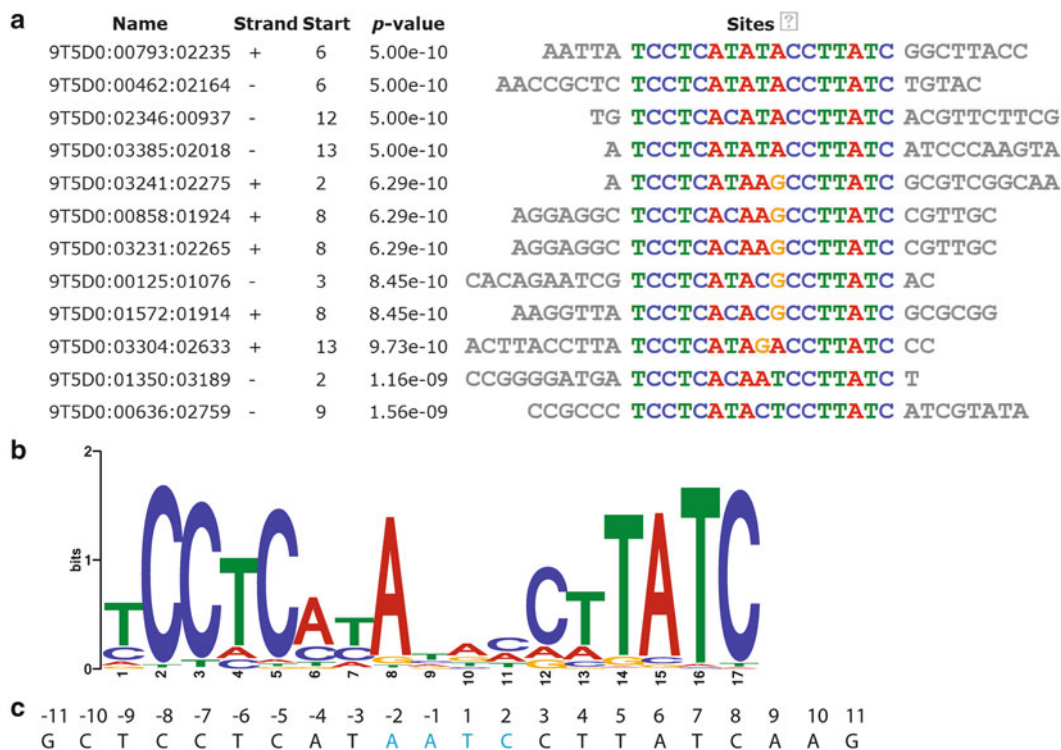 a
Name Strand Start p-value Sites ?
9T5D0:00793:02235 + 6 5.00e-10 AATTA TCCTCATATACCTTATC GGCTTACC
9T5D0:00462:02164 - 6 5.00e-10 AACCGCTC TCCTCATATACCTTATC TGTAC
9T5D0:02346:00937 - 12 5.00e-10 TG TCCTCACATACCTTATC ACGTTCTTCG
9T5D0:03385:02018 - 13 5.00e-10 A TCCTCATATACCTTATC ATCCCAAGTA
9T5D0:03241:02275 + 2 6.29e-10 A TCCTCATAAGCCTTATC GCGTCGGCAA
9T5D0:00858:01924 + 8 6.29e-10 AGGAGGC TCCTCACAAGCCTTATC CGTTGC
9T5D0:03231:02265 + 8 6.29e-10 AGGAGGC TCCTCACAAGCCTTATC CGTTGC
9T5D0:00125:01076 - 3 8.45e-10 CACAGAATCG TCCTCATACGCCTTATC AC
9T5D0:01572:01914 + 8 8.45e-10 AAGGTTA TCCTCACACGCCTTATC GCGCGG
9T5D0:03304:02633 + 13 9.73e-10 ACTTACCTTA TCCTCATAGACCTTATC CC
9T5D0:01350:03189 - 2 1.16e-09 CCGGGGATGA TCCTCACAATCCTTATC T
9T5D0:00636:02759 - 9 1.56e-09 CCGCCC TCCTCATACTCCTTATC ATCGTATA
b
2
1
0
bits
T C C T C A T A T A C C T T A T C
1 2 3 4 5 6 7 8 9 10 11 12 13 14 15 16 17
c
-11 -10 -9 -8 -7 -6 -5 -4 -3 -2 -1 1 2 3 4 5 6 7 8 9 10 11
G C T C C T C A T A A T C C T T A T C A A G